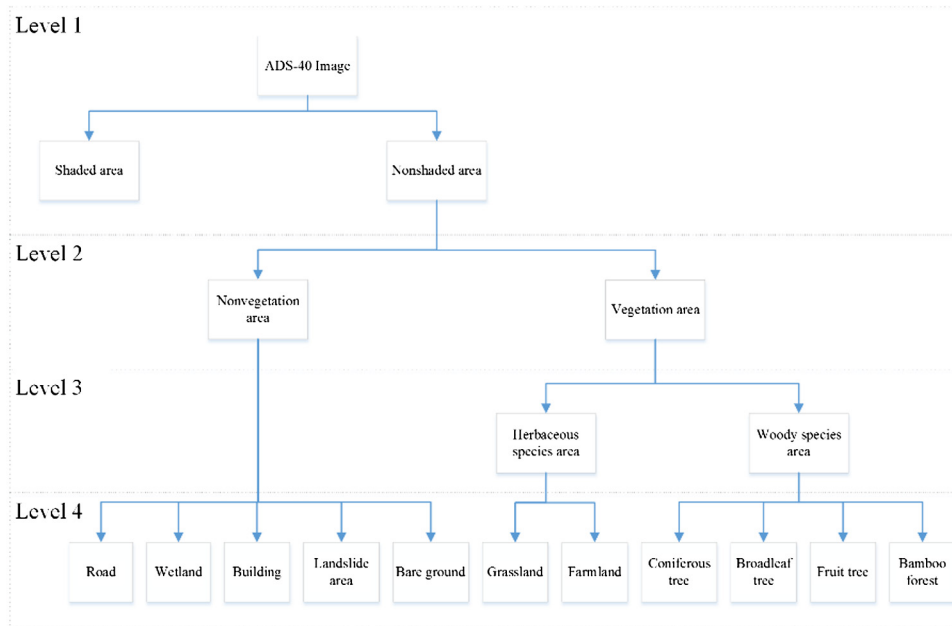 Level 1
ADS-40 Image
Shaded area
Nonshaded area
Level 2
Nonvegetation
area
Vegetation area
Level 3
Herbaceous
species area
Woody species
area
Level 4
Road
Wetland
Building
Landslide
area
Bare ground
Grassland
Farmland
Coniferous
tree
Broadleaf
tree
Fruit tree
Bamboo
forest